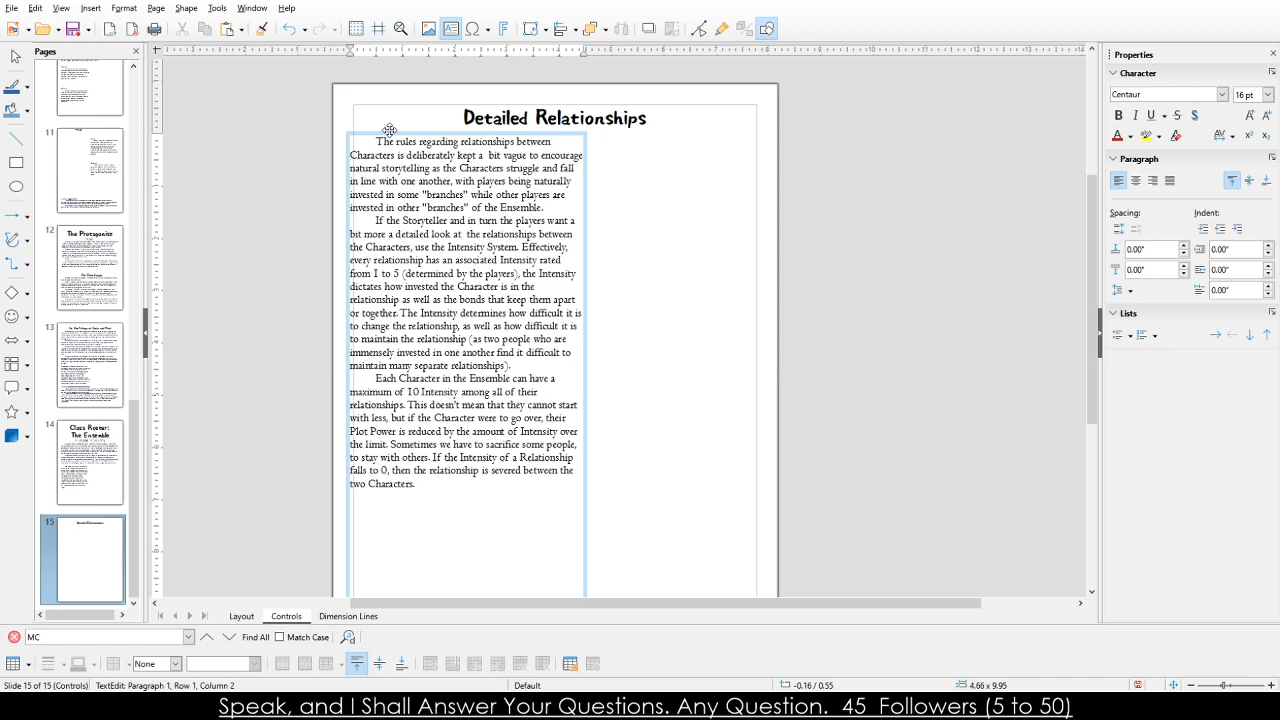 File Edit View Insert Format Page Shape Tools Window Help
Pages
11
12
The Protagonist
13
14
Class Roster:
The Ensemble
15
Detailed Relationships
The rules regarding relationships between
Characters is deliberately kept a  bit vague to encourage
natural storytelling as the Characters struggle and fall
in line with one another, with players being naturally
invested in some "branches" while other players are
invested in other "branches" of the Ensemble.
If the Storyteller and in turn the players want a
bit more a detailed look at  the relationships between
the Characters, use the Intensity System. Effectively,
every relationship has an associated Intensity rated
from 1 to 5 (determined by the players), the Intensity
dictates how invested the Character is in the
relationship as well as the bonds that keep them apart
or together. The Intensity determines how difficult it is
to change the relationship, as well as how difficult it is
to maintain the relationship (as two people who are
immensely invested in one another find it difficult to
maintain many separate relationships).
Each Character in the Ensemble can have a
maximum of 10 Intensity among all of their
relationships. This doesn't mean that they cannot start
with less, but if the Character were to go over, their
Plot Power is reduced by the amount of Intensity over
the limit. Sometimes we have to sacrifice some people,
to stay with others. If the Intensity of a Relationship
falls to 0, then the relationship is severed between the
two Characters.
Properties
Character
Centaur 16 pt
Paragraph
Spacing: Indent:
0.00" 0.00"
0.00" 0.00"
0.00"
Lists
Layout Controls Dimension Lines
MC Find All Match Case
None
Slide 15 of 15 (Controls) TextEdit: Paragraph 1, Row 1, Column 2 Default -0.16 / 0.55 4.66 x 9.95
Speak, and I Shall Answer Your Questions. Any Question.  45  Followers (5 to 50)